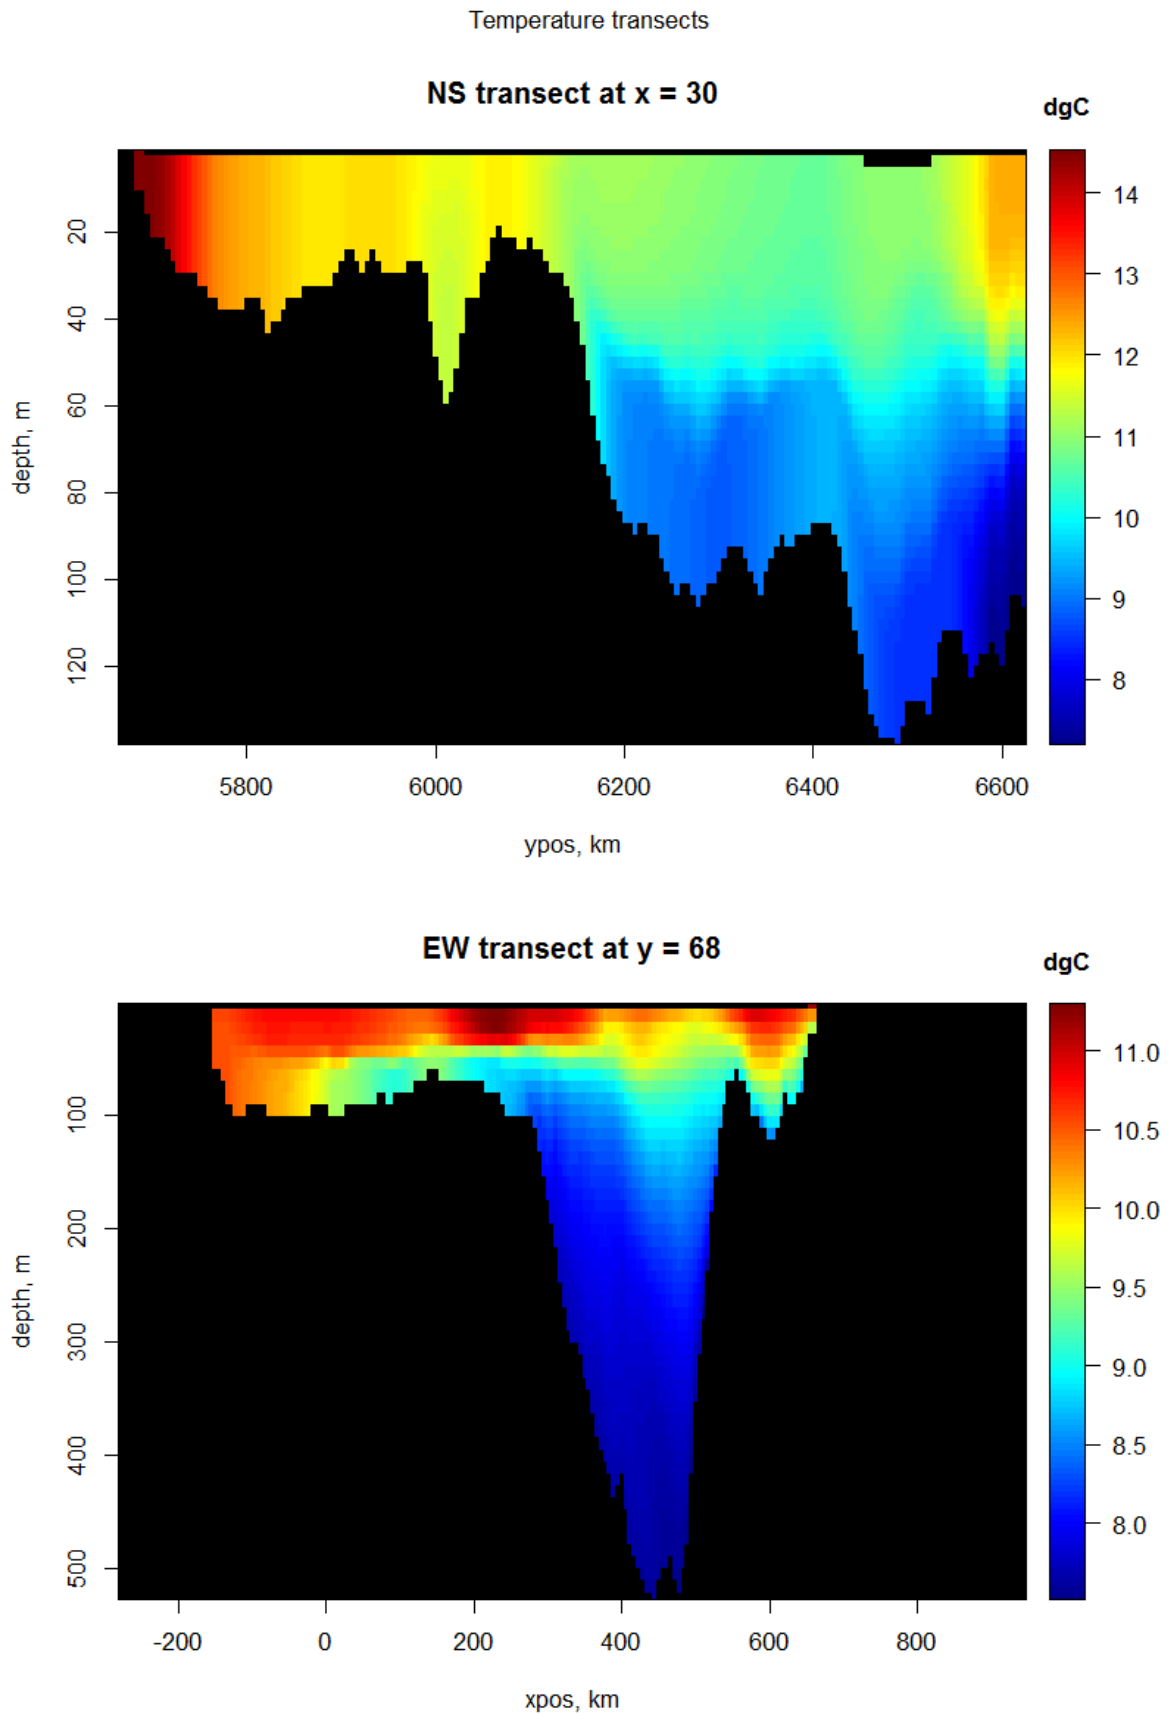 Temperature transects
NS transect at x = 30
dgC
20
40
60
80
100
120
depth, m
14
13
12
11
10
9
8
5800 6000 6200 6400 6600
ypos, km
EW transect at y = 68
dgC
100
200
300
400
500
depth, m
11.0
10.5
10.0
9.5
9.0
8.5
8.0
-200 0 200 400 600 800
xpos, km